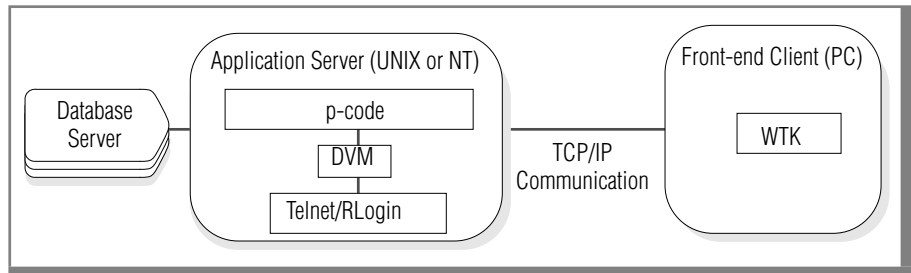 Database
Server
Application Server (UNIX or NT)
p-code
DVM
Telnet/RLogin
TCP/IP
Communication
Front-end Client (PC)
WTK